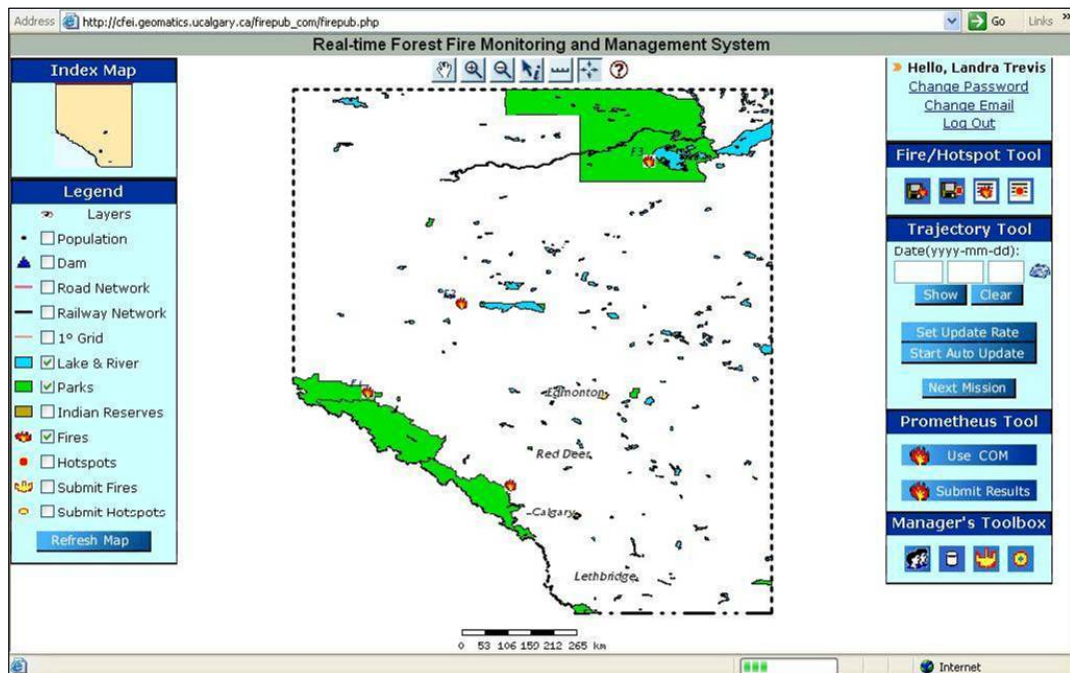 Address http://cfei.geomatics.ucalgary.ca/firepub_com/firepub.php Go Links »
Real-time Forest Fire Monitoring and Management System
Index Map
Legend
Layers
Population
Dam
Road Network
Railway Network
1º Grid
Lake & River
Parks
Indian Reserves
Fires
Hotspots
Submit Fires
Submit Hotspots
Refresh Map
F3
Edmonton
Red Deer
Calgary
Lethbridge
0 53 106 159 212 265 km
Hello, Landra Trevis
Change Password
Change Email
Log Out
Fire/Hotspot Tool
Trajectory Tool
Date(yyyy-mm-dd):
Show Clear
Set Update Rate
Start Auto Update
Next Mission
Prometheus Tool
Use COM
Submit Results
Manager's Toolbox
Internet